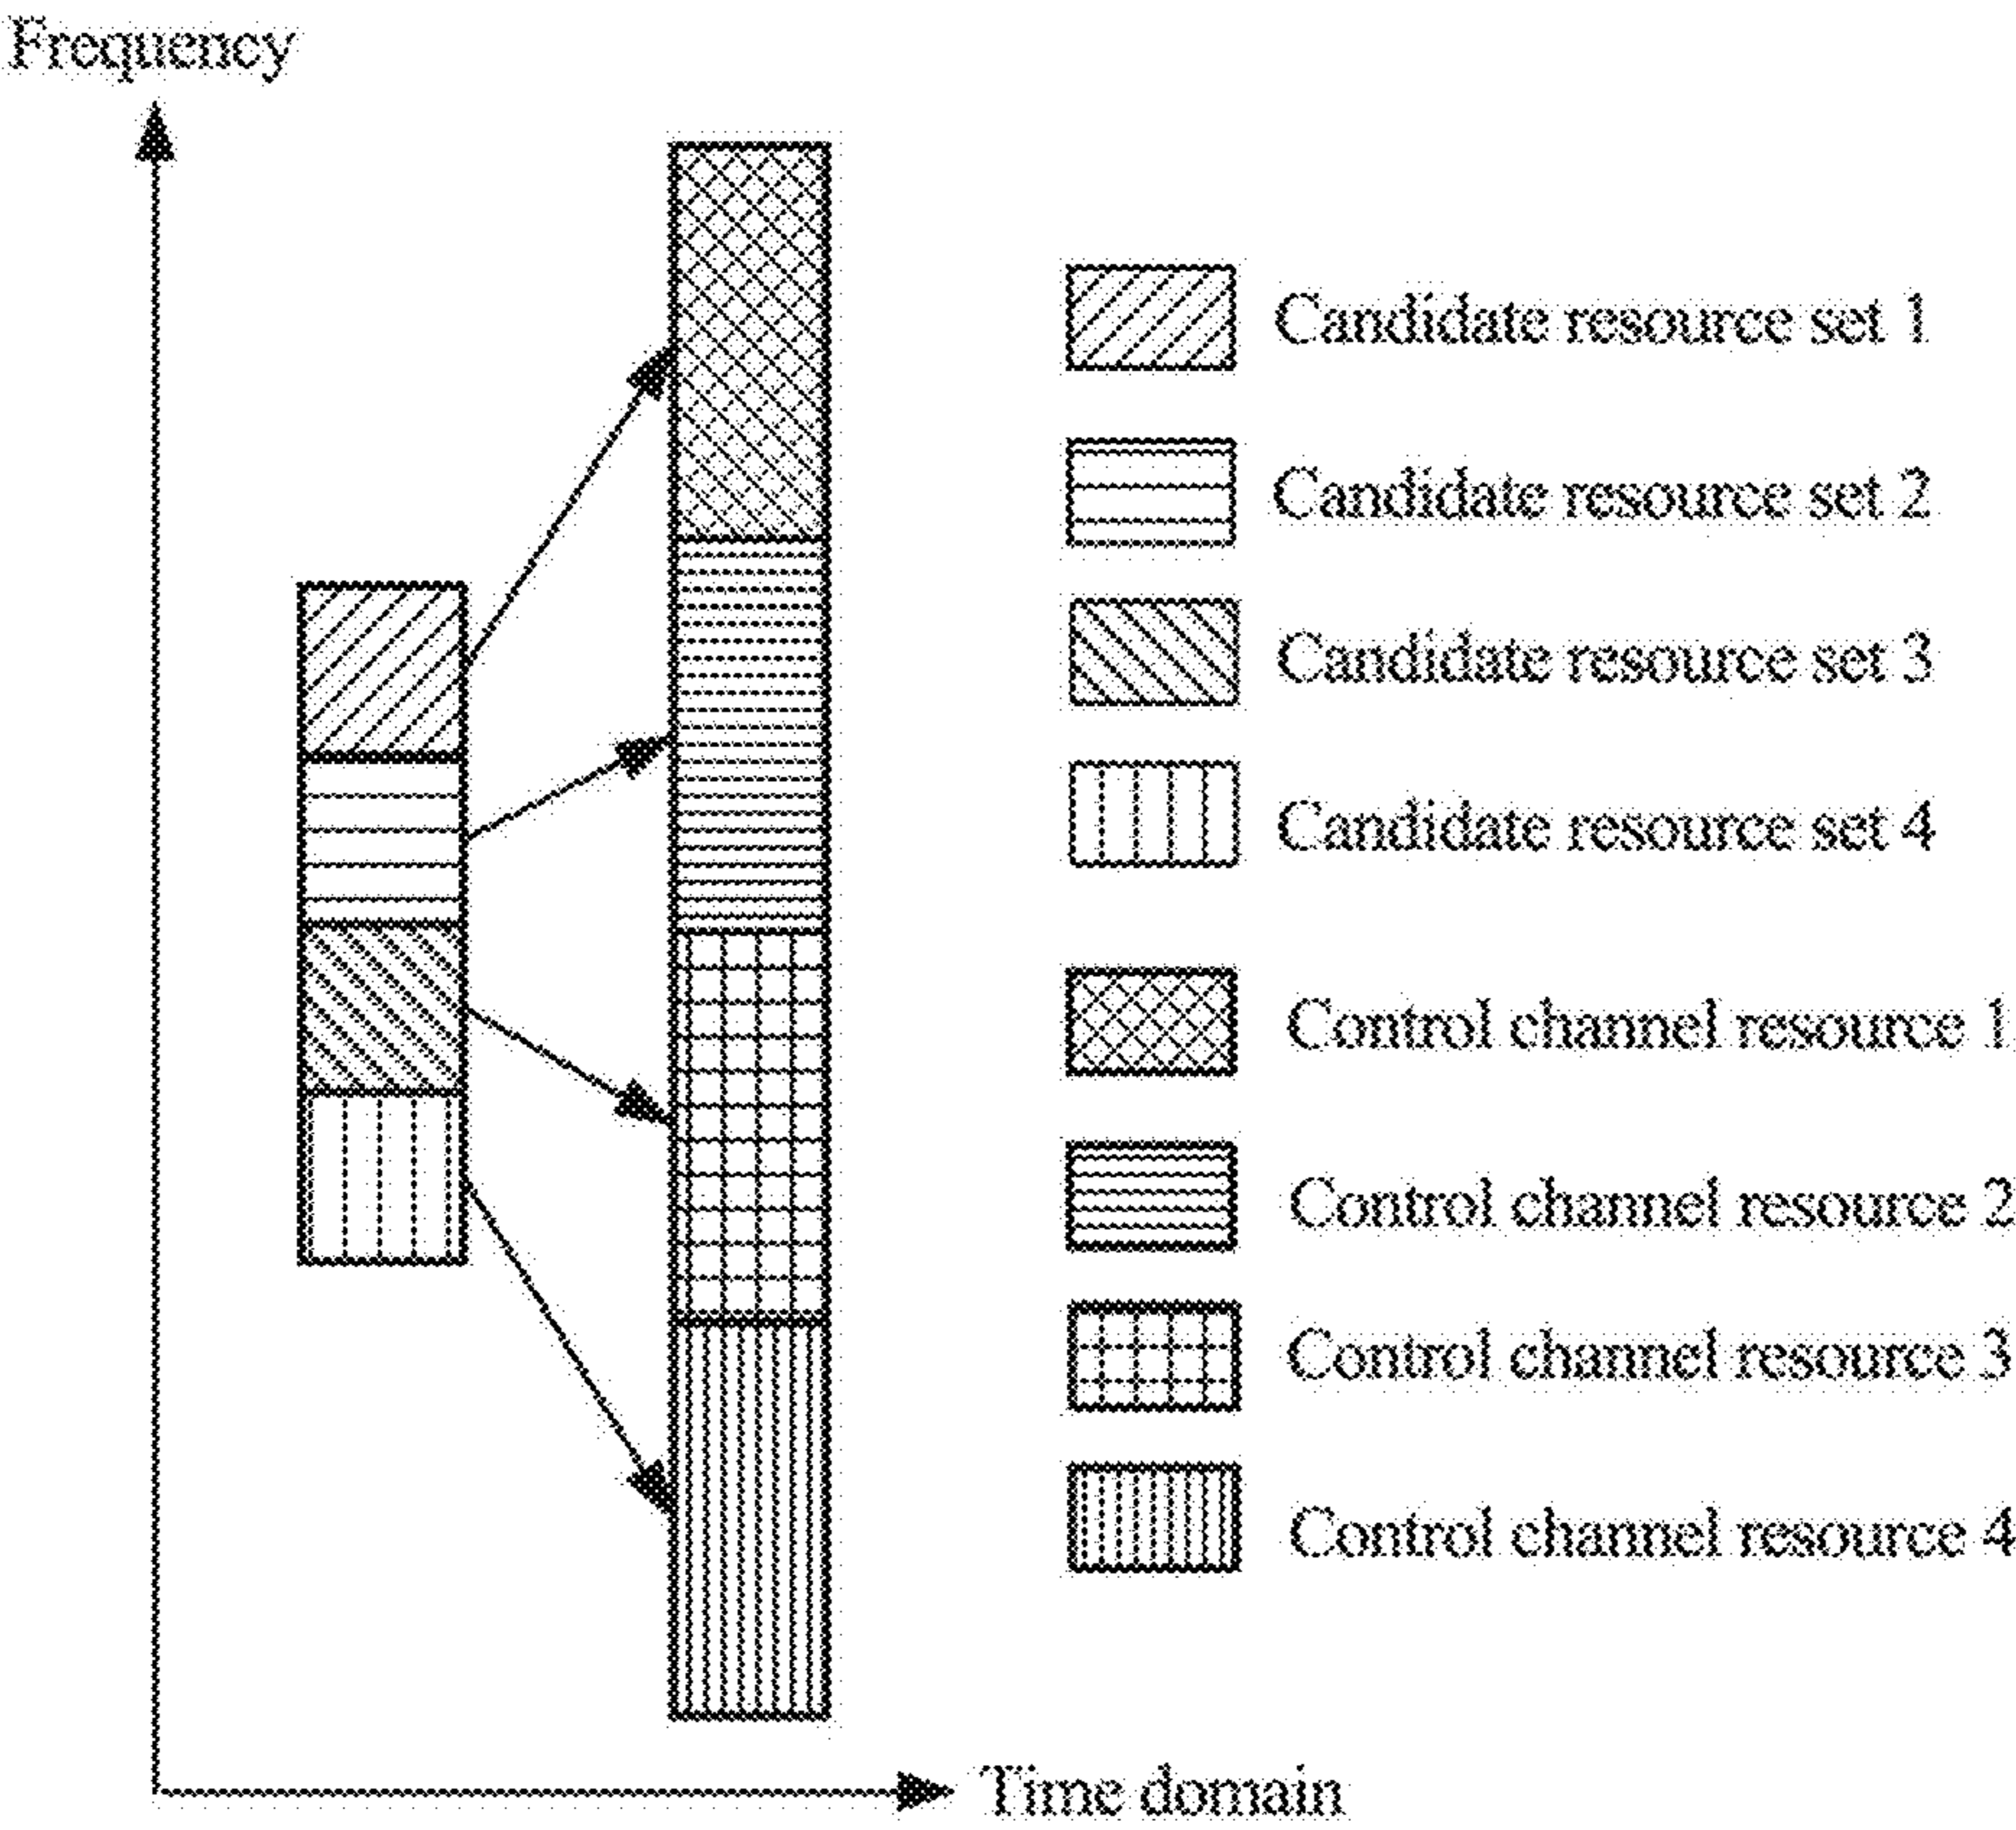 Frequency
Candidate resource set 1
Candidate resource set 2
Candidate resource set 3
Candidate resource set 4
Control channel resource 1
Control channel resource 2
Control channel resource 3
Control channel resource 4
Time domain